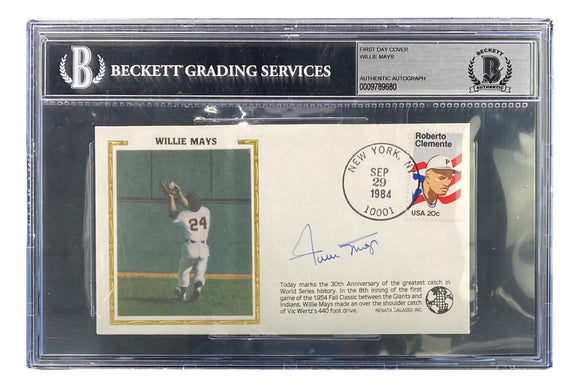 BECKETT GRADING SERVICES
FIRST DAY COVER
WILLIE MAYS
AUTHENTIC AUTOGRAPH
0009789680
BECKETT
AUTHENTIC
WILLIE MAYS
24
NEW YORK, NY
SEP
29
1984
10001
Roberto
Clemente
P
USA 20c
Willie Mays
Today marks the 30th Anniversary of the greatest catch in
World Series history. In the 8th inning of the first
game of the 1954 Fall Classic between the Giants and
Indians, Willie Mays made an over the shoulder catch
of Vic Wertz's 440 foot drive.
RENATA GALASSO, INC.